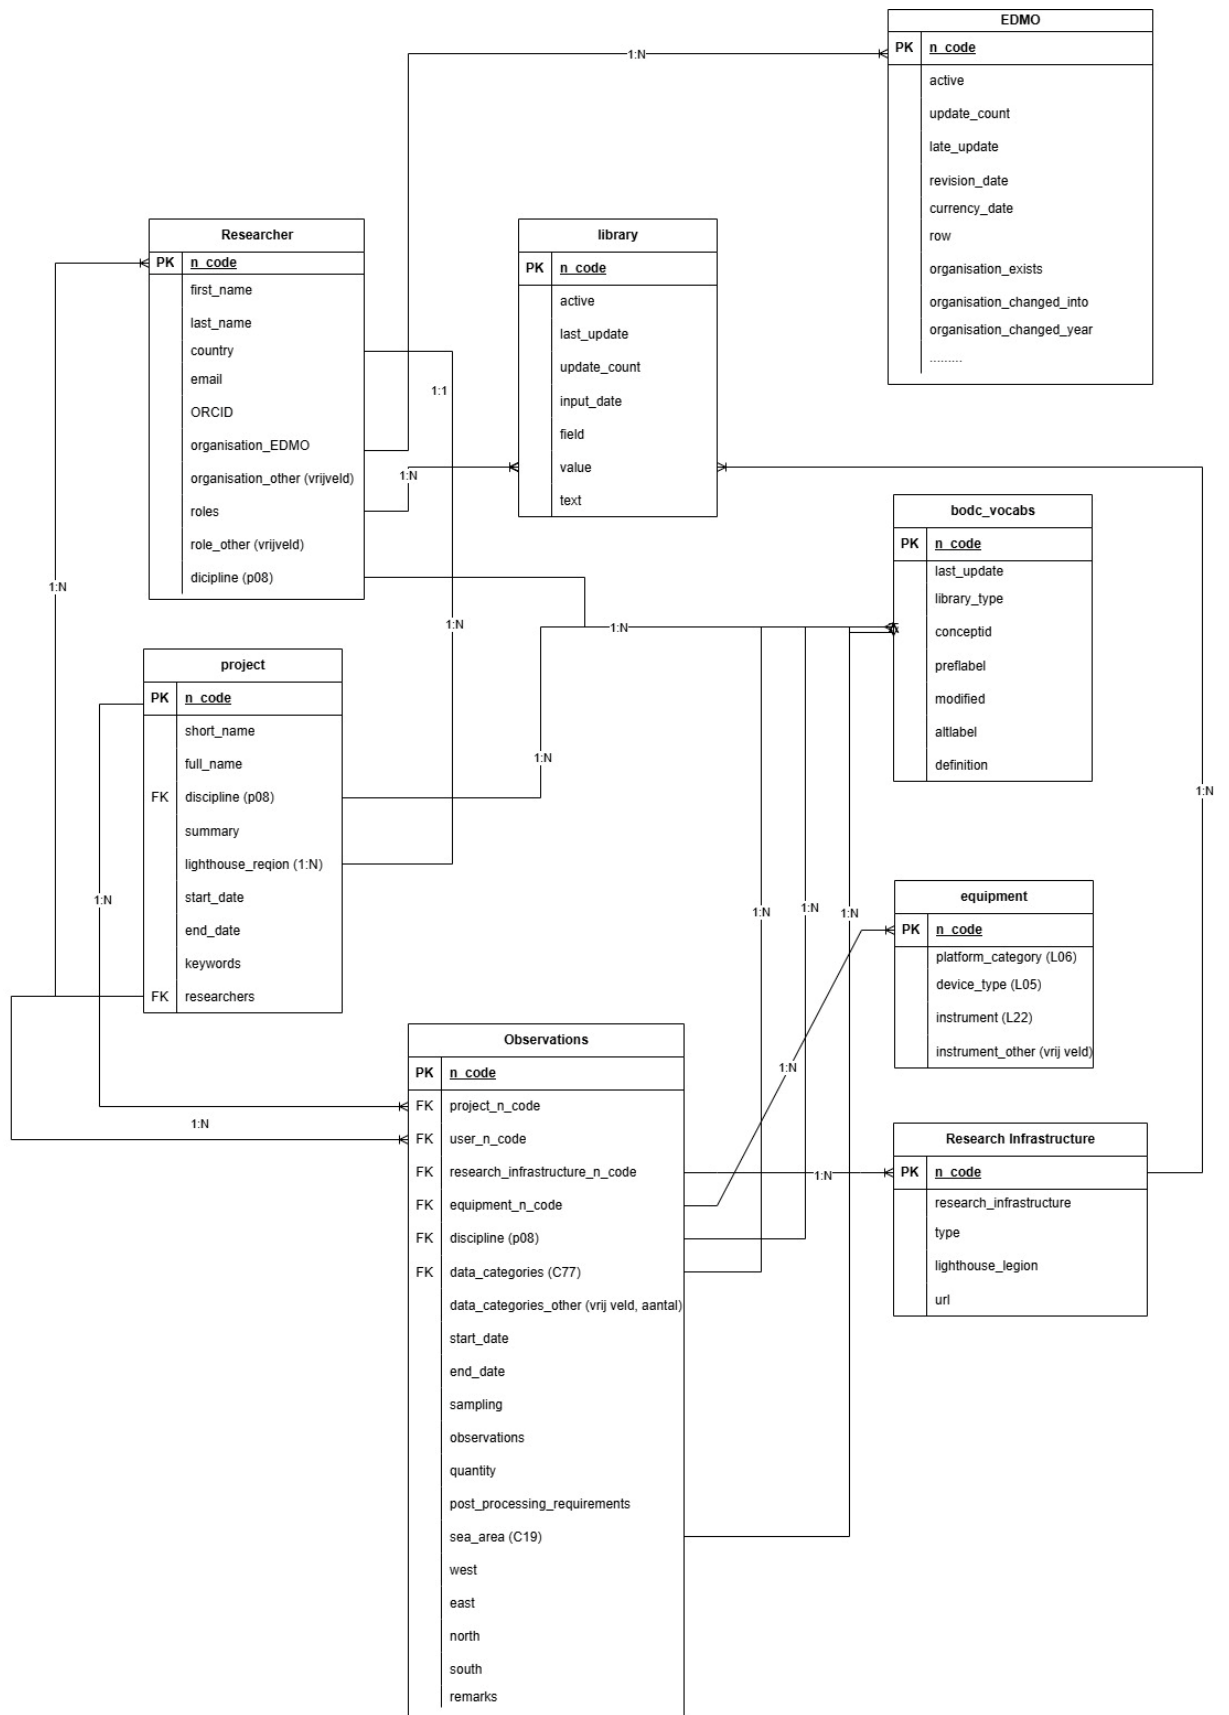 EDMO
PK n_code
active
update_count
late_update
revision_date
currency_date
row
organisation_exists
organisation_changed_into
organisation_changed_year
.........
1:N
Researcher
PK n_code
first_name
last_name
country
email
ORCID
organisation_EDMO
organisation_other (vrijveld)
roles
role_other (vrijveld)
dicipline (p08)
1:1
1:N
1:N
1:N
library
PK n_code
active
last_update
update_count
input_date
field
value
text
bodc_vocabs
PK n_code
last_update
library_type
conceptid
preflabel
modified
altlabel
definition
1:N
1:N
1:N
project
PK n_code
short_name
full_name
FK discipline (p08)
summary
lighthouse_reqion (1:N)
start_date
end_date
keywords
FK researchers
1:N
1:N
1:N
1:N
1:N
equipment
PK n_code
platform_category (L06)
device_type (L05)
instrument (L22)
instrument_other (vrij veld)
1:N
Observations
PK n_code
FK project_n_code
FK user_n_code
FK research_infrastructure_n_code
FK equipment_n_code
FK discipline (p08)
FK data_categories (C77)
data_categories_other (vrij veld, aantal)
start_date
end_date
sampling
observations
quantity
post_processing_requirements
sea_area (C19)
west
east
north
south
remarks
1:N
1:N
Research Infrastructure
PK n_code
research_infrastructure
type
lighthouse_legion
url